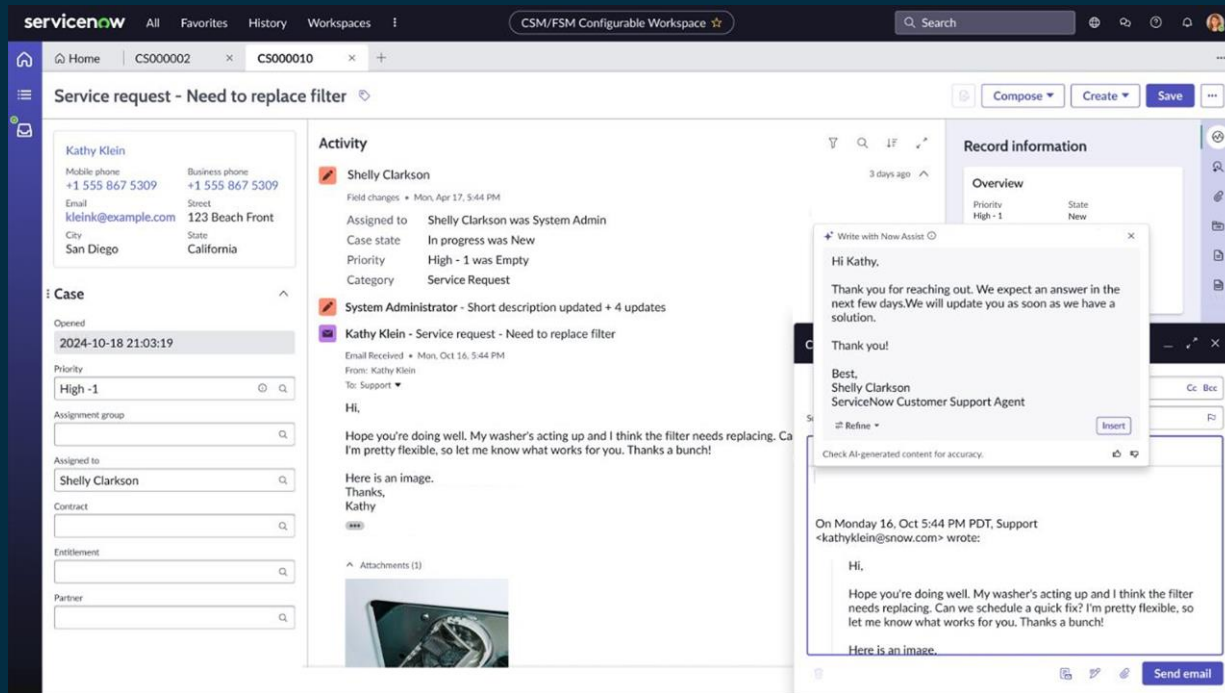 servicenow All Favorites History Workspaces CSM/FSM Configurable Workspace Search
Home CS000002 CS000010
Service request - Need to replace filter
Compose Create Save
Kathy Klein
Mobile phone Business phone
+1 555 867 5309 +1 555 867 5309
Email Street
kleink@example.com 123 Beach Front
City State
San Diego California
Case
Opened
2024-10-18 21:03:19
Priority
High -1
Assignment group
Assigned to
Shelly Clarkson
Contract
Entitlement
Partner
Activity
Shelly Clarkson 3 days ago
Field changes • Mon, Apr 17, 5:44 PM
Assigned to Shelly Clarkson was System Admin
Case state In progress was New
Priority High - 1 was Empty
Category Service Request
System Administrator - Short description updated + 4 updates
Kathy Klein - Service request - Need to replace filter
Email Received • Mon, Oct 16, 5:44 PM
From: Kathy Klein
To: Support
Hi,
Hope you're doing well. My washer's acting up and I think the filter needs replacing. Ca
I'm pretty flexible, so let me know what works for you. Thanks a bunch!
Here is an image.
Thanks,
Kathy
Attachments (1)
Record information
Overview
Priority State
High - 1 New
Write with Now Assist
Hi Kathy,
Thank you for reaching out. We expect an answer in the
next few days.We will update you as soon as we have a
solution.
Thank you!
Best,
Shelly Clarkson
ServiceNow Customer Support Agent
Refine Insert
Check AI-generated content for accuracy.
Cc Bcc
On Monday 16, Oct 5:44 PM PDT, Support
<kathyklein@snow.com> wrote:
Hi,
Hope you're doing well. My washer's acting up and I think the filter
needs replacing. Can we schedule a quick fix? I'm pretty flexible, so
let me know what works for you. Thanks a bunch!
Here is an image.
Send email